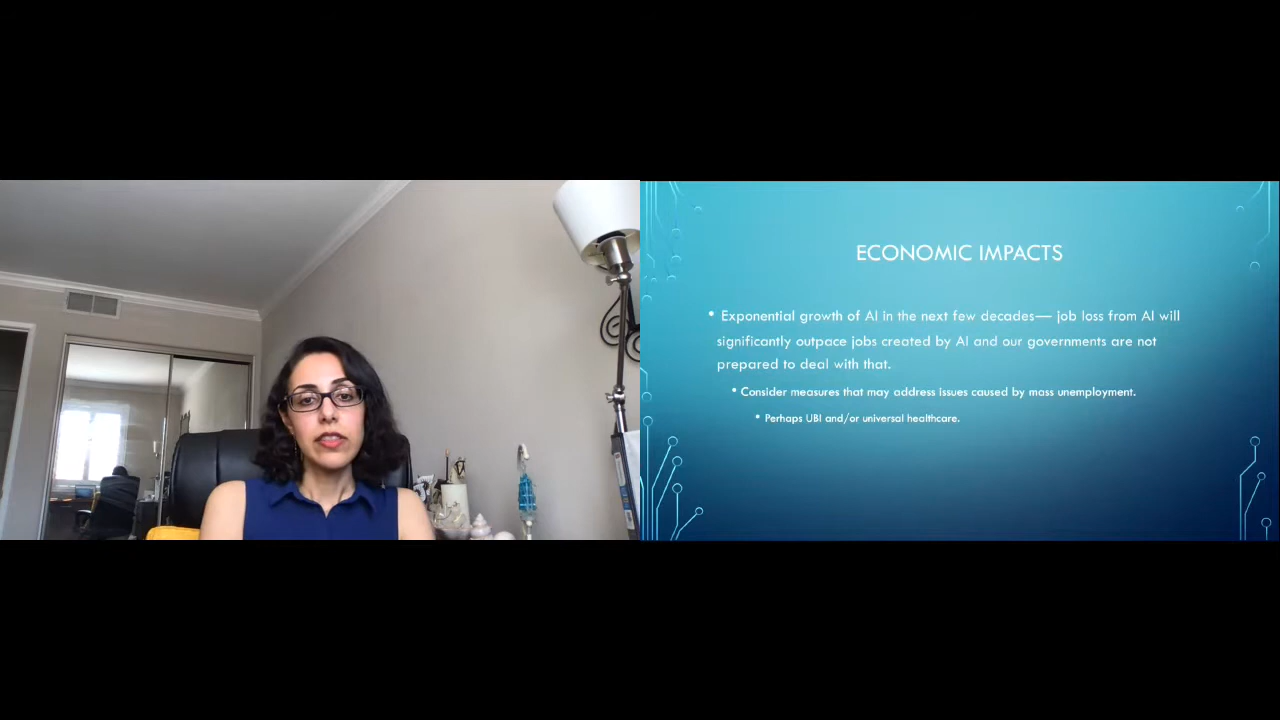 ECONOMIC IMPACTS
• Exponential growth of AI in the next few decades— job loss from AI will
significantly outpace jobs created by AI and our governments are not
prepared to deal with that.
• Consider measures that may address issues caused by mass unemployment.
• Perhaps UBI and/or universal healthcare.